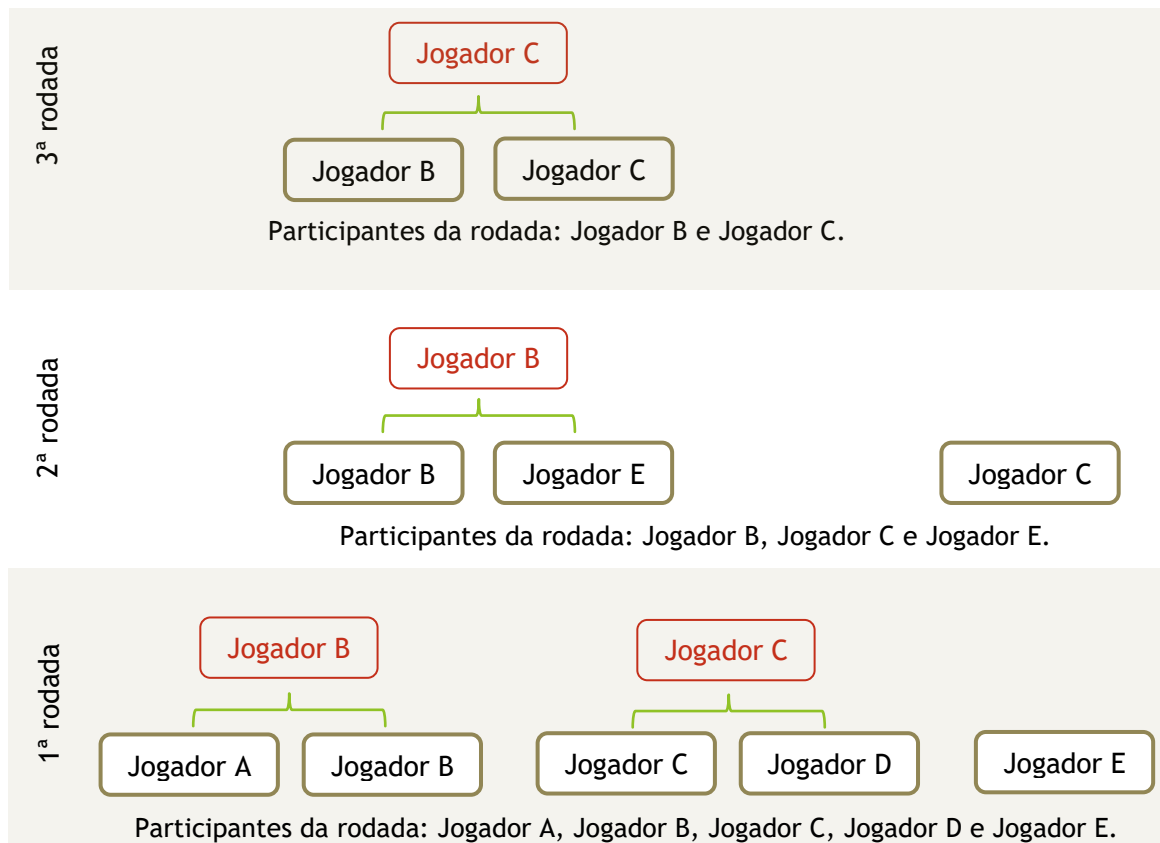 3ª rodada
Jogador C
Jogador B Jogador C
Participantes da rodada: Jogador B e Jogador C.
2ª rodada
Jogador B
Jogador B Jogador E Jogador C
Participantes da rodada: Jogador B, Jogador C e Jogador E.
1ª rodada
Jogador B Jogador C
Jogador A Jogador B Jogador C Jogador D Jogador E
Participantes da rodada: Jogador A, Jogador B, Jogador C, Jogador D e Jogador E.